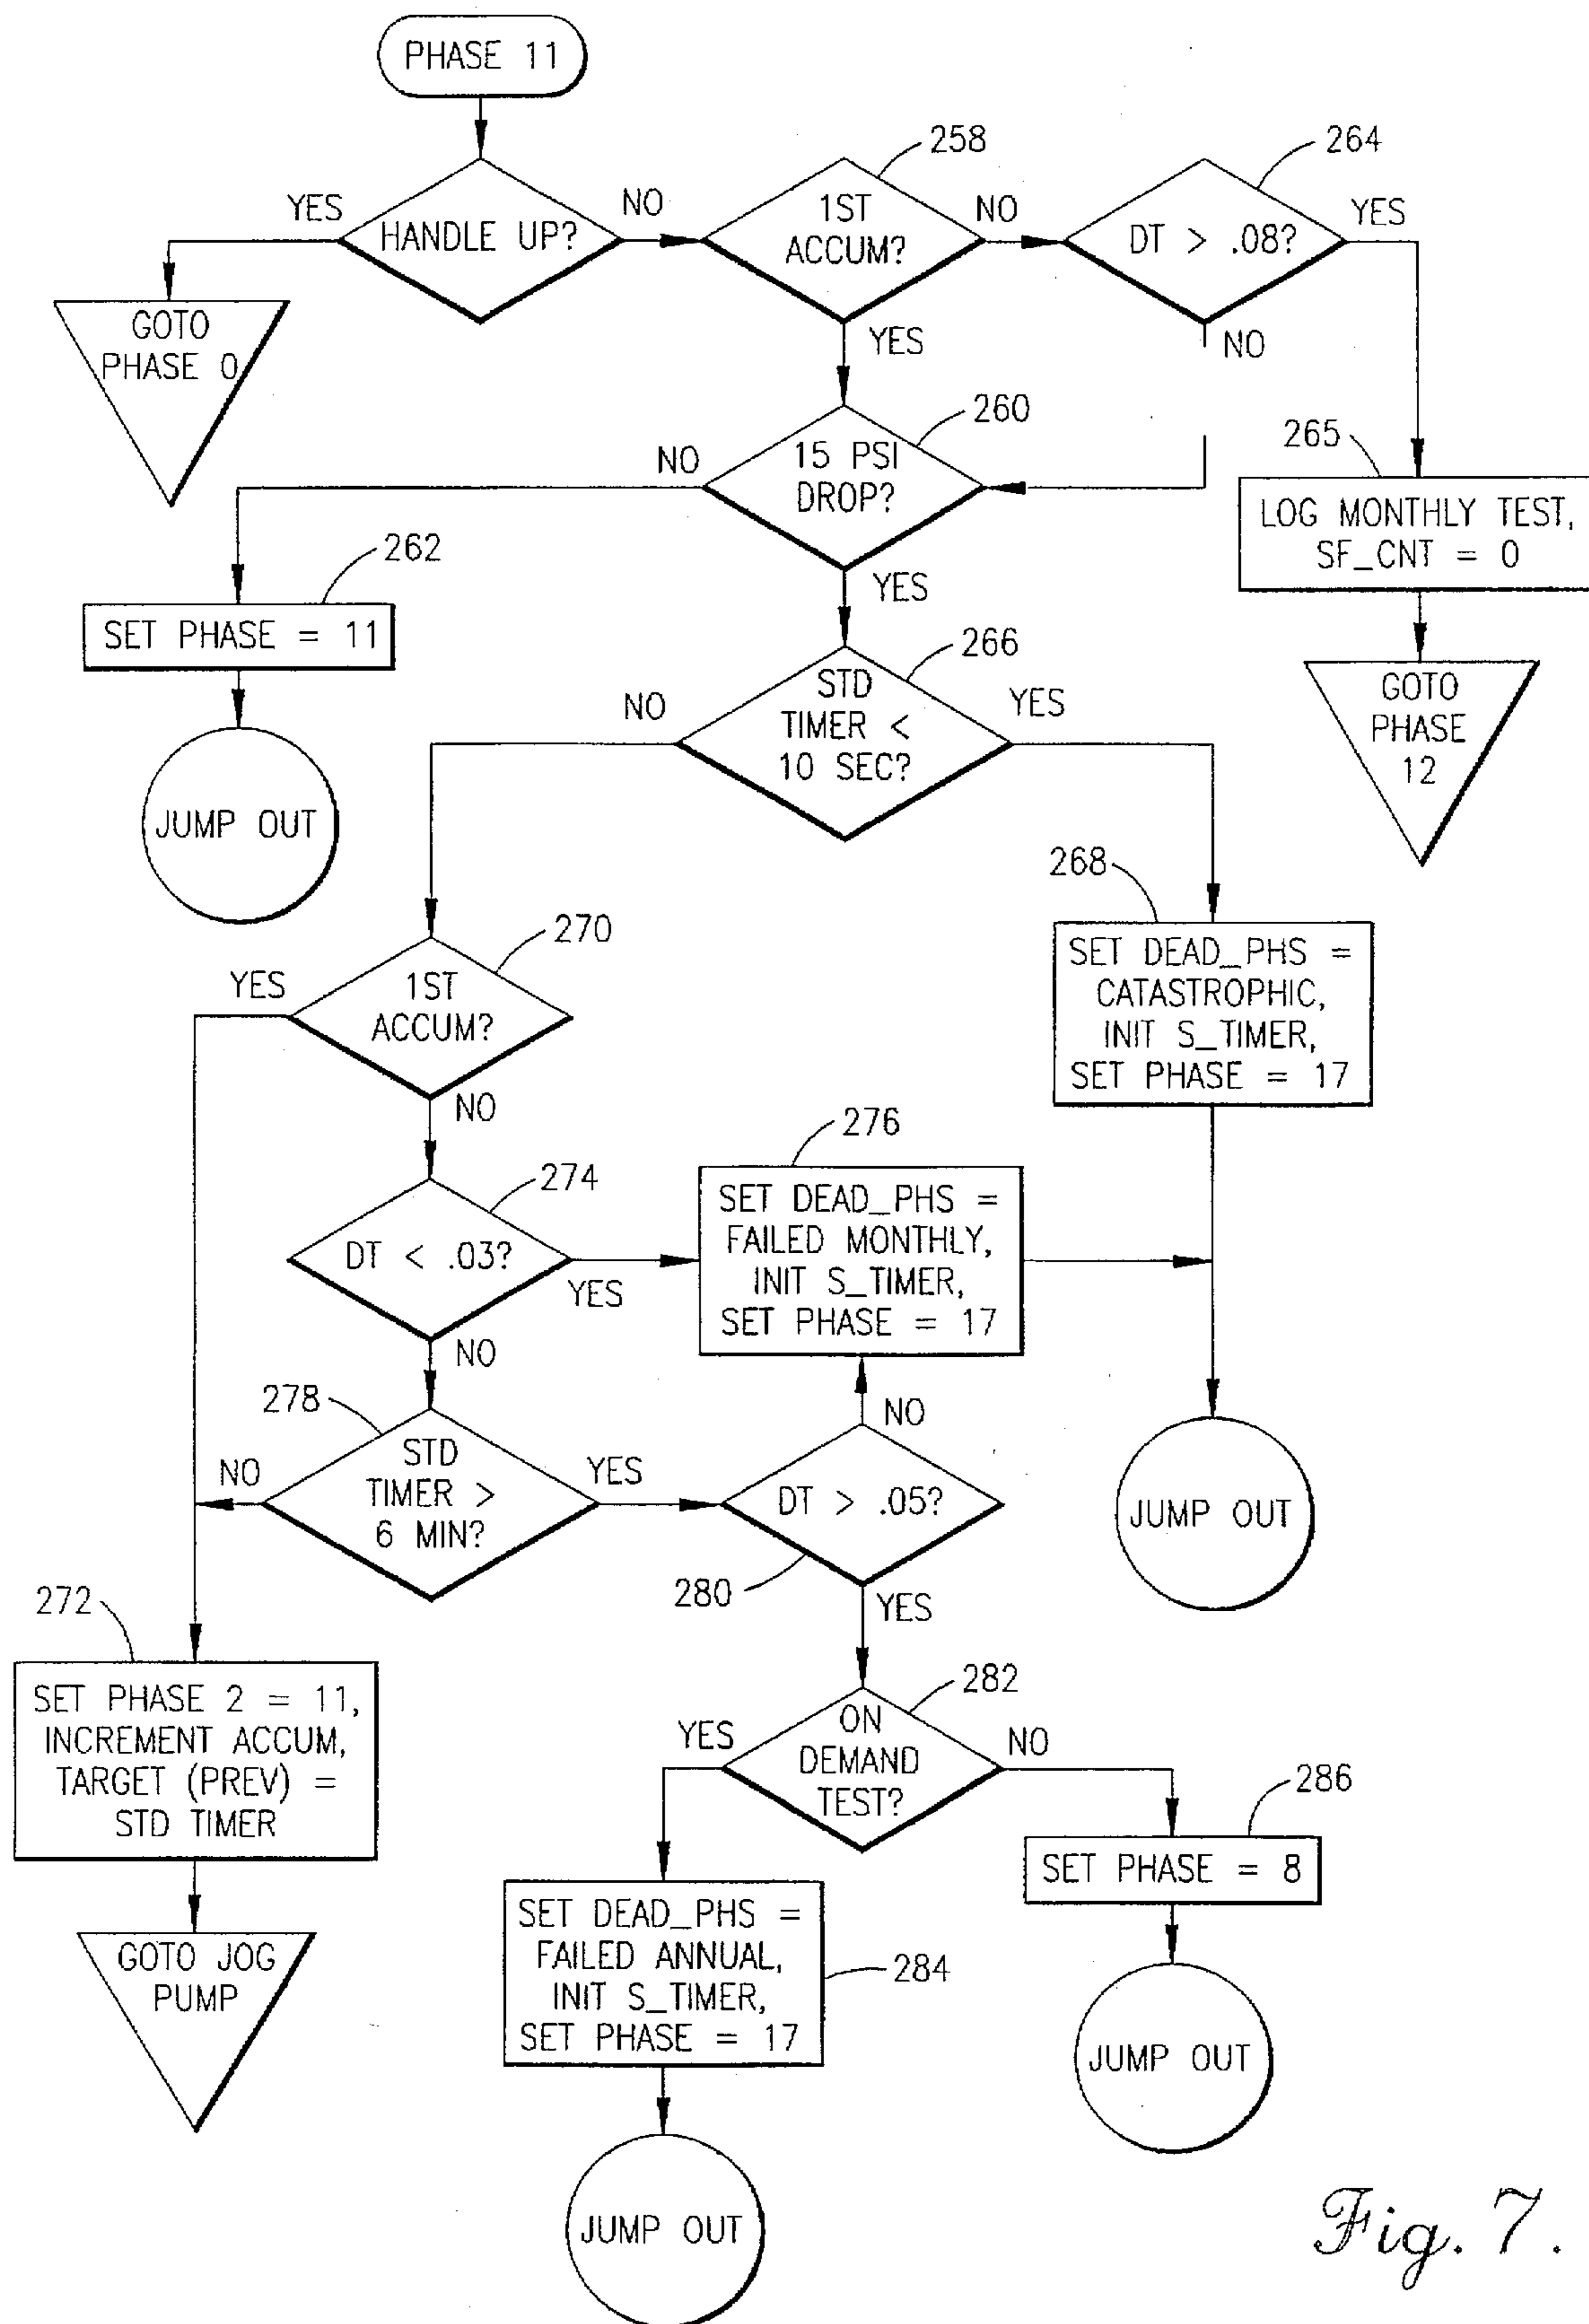 PHASE 11
HANDLE UP?
YES
NO
258
1ST
ACCUM?
NO
YES
264
DT > .08?
YES
NO
GOTO
PHASE 0
260
15 PSI
DROP?
NO
YES
265
LOG MONTHLY TEST,
SF_CNT = 0
GOTO
PHASE
12
262
SET PHASE = 11
JUMP OUT
266
STD
TIMER <
10 SEC?
NO
YES
268
SET DEAD_PHS =
CATASTROPHIC,
INIT S_TIMER,
SET PHASE = 17
270
1ST
ACCUM?
YES
NO
274
DT < .03?
YES
NO
276
SET DEAD_PHS =
FAILED MONTHLY,
INIT S_TIMER,
SET PHASE = 17
278
STD
TIMER >
6 MIN?
NO
YES
280
DT > .05?
NO
YES
JUMP OUT
272
SET PHASE 2 = 11,
INCREMENT ACCUM,
TARGET (PREV) =
STD TIMER
GOTO JOG
PUMP
282
ON
DEMAND
TEST?
YES
NO
284
SET DEAD_PHS =
FAILED ANNUAL,
INIT S_TIMER,
SET PHASE = 17
JUMP OUT
286
SET PHASE = 8
JUMP OUT
Fig. 7.